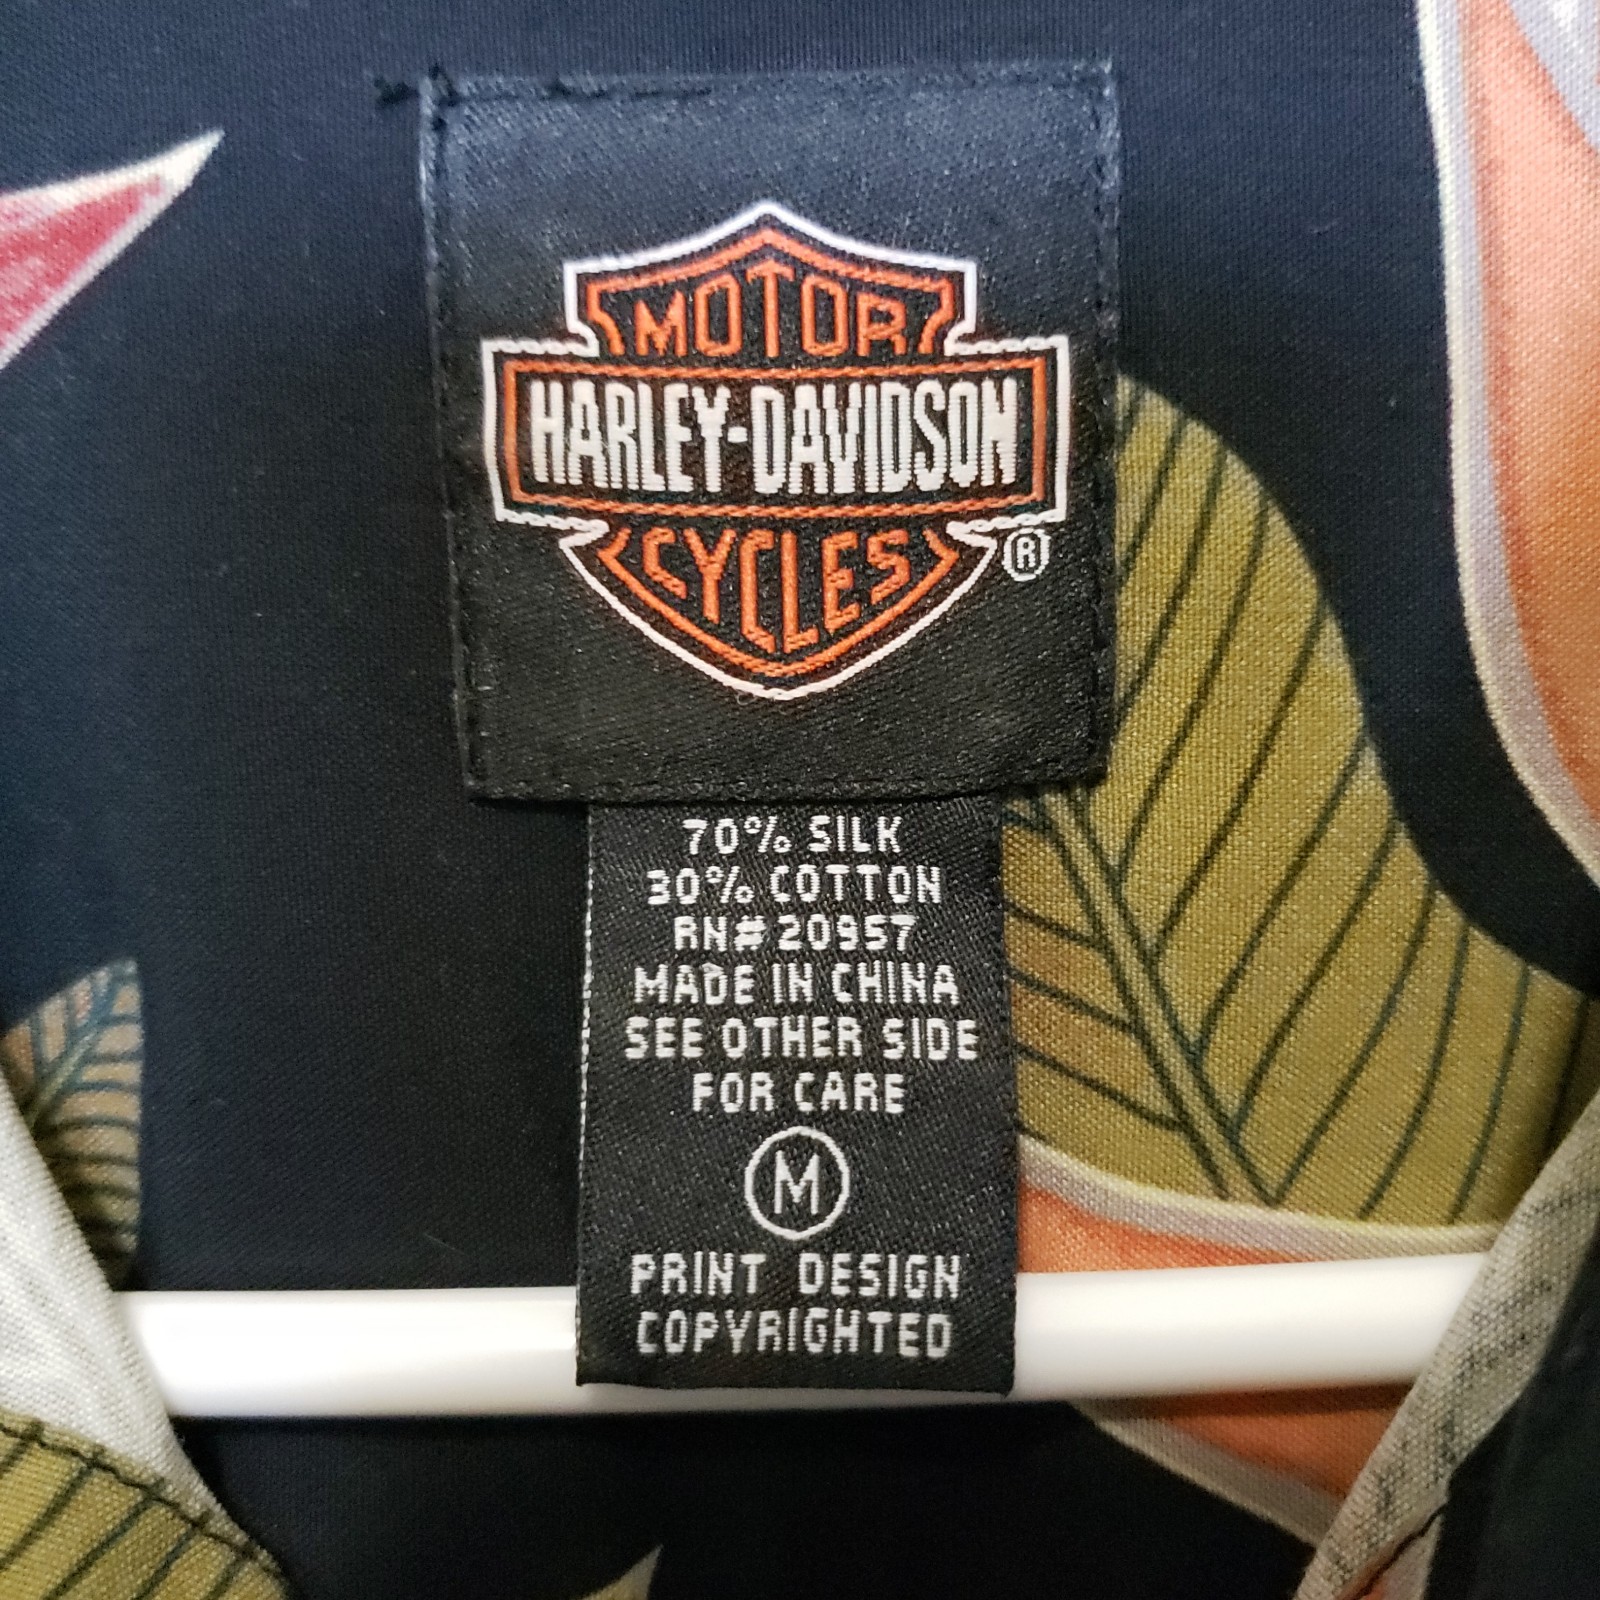 MOTOR
HARLEY-DAVIDSON
CYCLES
®
70% SILK
30% COTTON
RN# 20957
MADE IN CHINA
SEE OTHER SIDE
FOR CARE
M
PRINT DESIGN
COPYRIGHTED